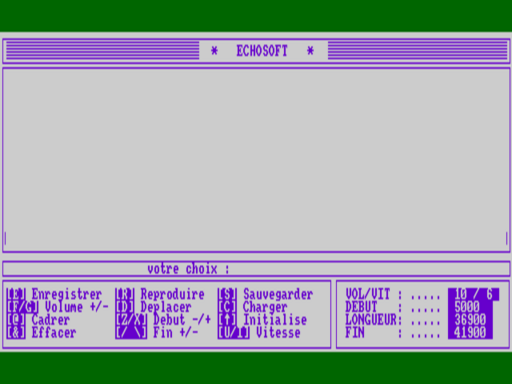 * ECHOSOFT *
votre choix :
[E] Enregistrer [R] Reproduire [S] Sauvegarder
[F/G] Volume +/- [D] Deplacer [C] Charger
[@] Cadrer [Z/X] Debut -/+ [↑] Initialise
[&] Effacer [/ \] Fin +/- [U/I] Vitesse
VOL/VIT : ..... 10 / 6
DEBUT : ..... 5000
LONGUEUR: ..... 36900
FIN : ..... 41900